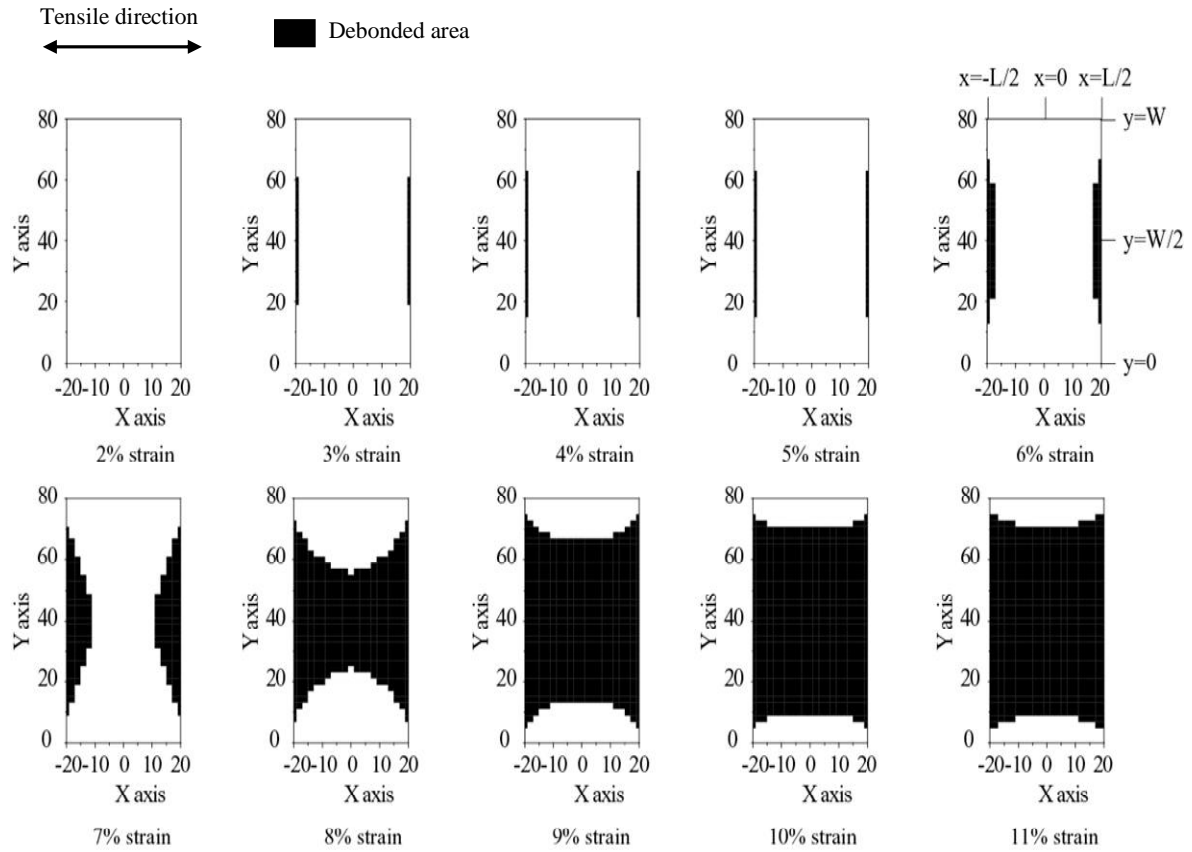 Tensile direction
Debonded area
x=-L/2 x=0 x=L/2
80 60 40 20 0
Y axis
-20 -10 0 10 20
X axis
2% strain
80 60 40 20 0
Y axis
-20 -10 0 10 20
X axis
3% strain
80 60 40 20 0
Y axis
-20 -10 0 10 20
X axis
4% strain
80 60 40 20 0
Y axis
-20 -10 0 10 20
X axis
5% strain
80 60 40 20 0
Y axis
y=W
y=W/2
y=0
-20 -10 0 10 20
X axis
6% strain
80 60 40 20 0
Y axis
-20 -10 0 10 20
X axis
7% strain
80 60 40 20 0
Y axis
-20 -10 0 10 20
X axis
8% strain
80 60 40 20 0
Y axis
-20 -10 0 10 20
X axis
9% strain
80 60 40 20 0
Y axis
-20 -10 0 10 20
X axis
10% strain
80 60 40 20 0
Y axis
-20 -10 0 10 20
X axis
11% strain